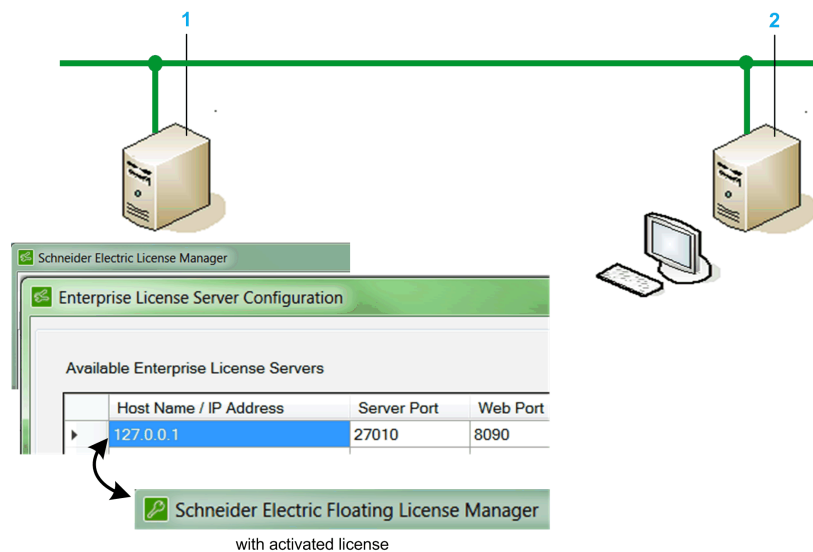 1
2
Schneider Electric License Manager
Enterprise License Server Configuration
Available Enterprise License Servers
Host Name / IP Address Server Port Web Port
127.0.0.1 27010 8090
Schneider Electric Floating License Manager
with activated license